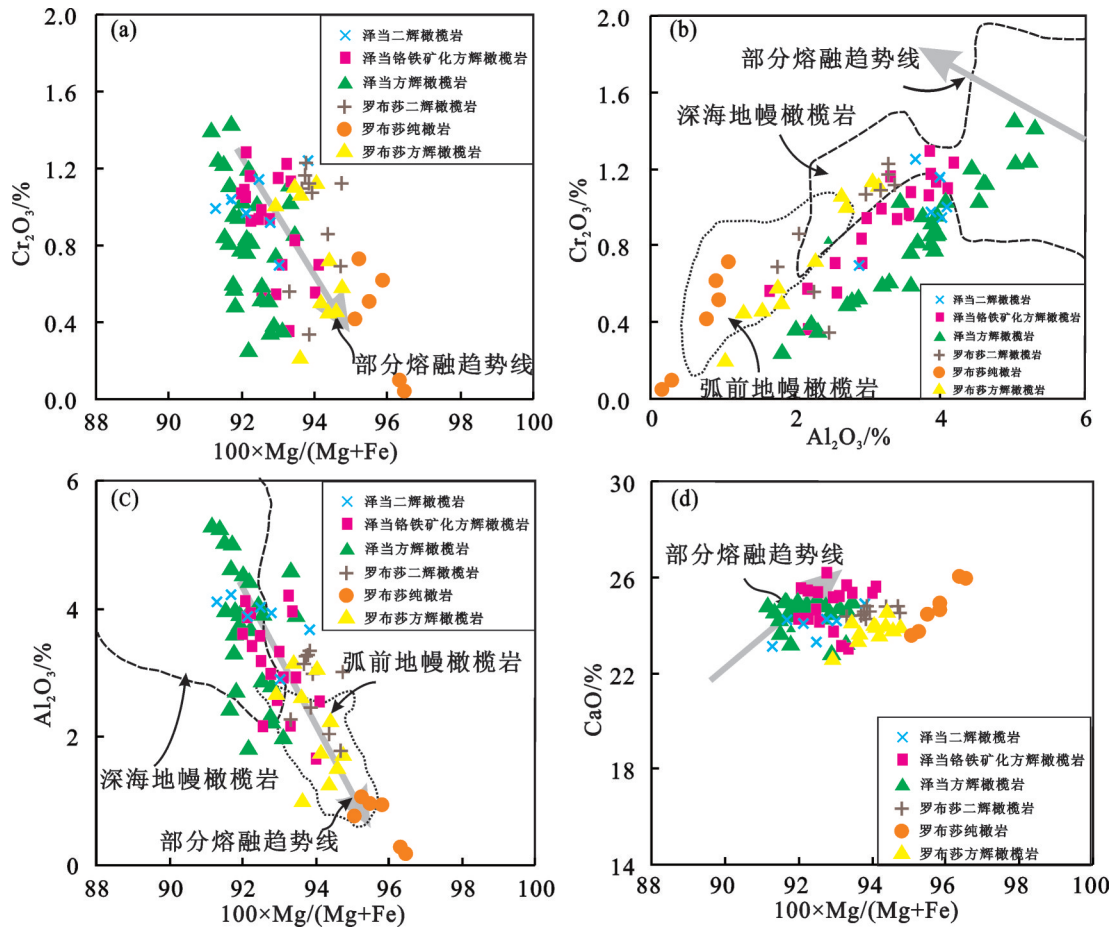 (a)
2.0
1.6
1.2
0.8
0.4
0.0
Cr₂O₃/%
88
90
92
94
96
98
100
100×Mg/(Mg+Fe)
泽当二辉橄榄岩
泽当铬铁矿化方辉橄榄岩
泽当方辉橄榄岩
罗布莎二辉橄榄岩
罗布莎纯橄岩
罗布莎方辉橄榄岩
部分熔融趋势线
(b)
2.0
1.6
1.2
0.8
0.4
0.0
Cr₂O₃/%
0
2
4
6
Al₂O₃/%
部分熔融趋势线
深海地幔橄榄岩
弧前地幔橄榄岩
泽当二辉橄榄岩
泽当铬铁矿化方辉橄榄岩
泽当方辉橄榄岩
罗布莎二辉橄榄岩
罗布莎纯橄岩
罗布莎方辉橄榄岩
(c)
6
4
2
0
Al₂O₃/%
88
90
92
94
96
98
100
100×Mg/(Mg+Fe)
泽当二辉橄榄岩
泽当铬铁矿化方辉橄榄岩
泽当方辉橄榄岩
罗布莎二辉橄榄岩
罗布莎纯橄岩
罗布莎方辉橄榄岩
弧前地幔橄榄岩
深海地幔橄榄岩
部分熔融趋势线
(d)
30
26
22
18
14
CaO/%
88
90
92
94
96
98
100
100×Mg/(Mg+Fe)
部分熔融趋势线
泽当二辉橄榄岩
泽当铬铁矿化方辉橄榄岩
泽当方辉橄榄岩
罗布莎二辉橄榄岩
罗布莎纯橄岩
罗布莎方辉橄榄岩